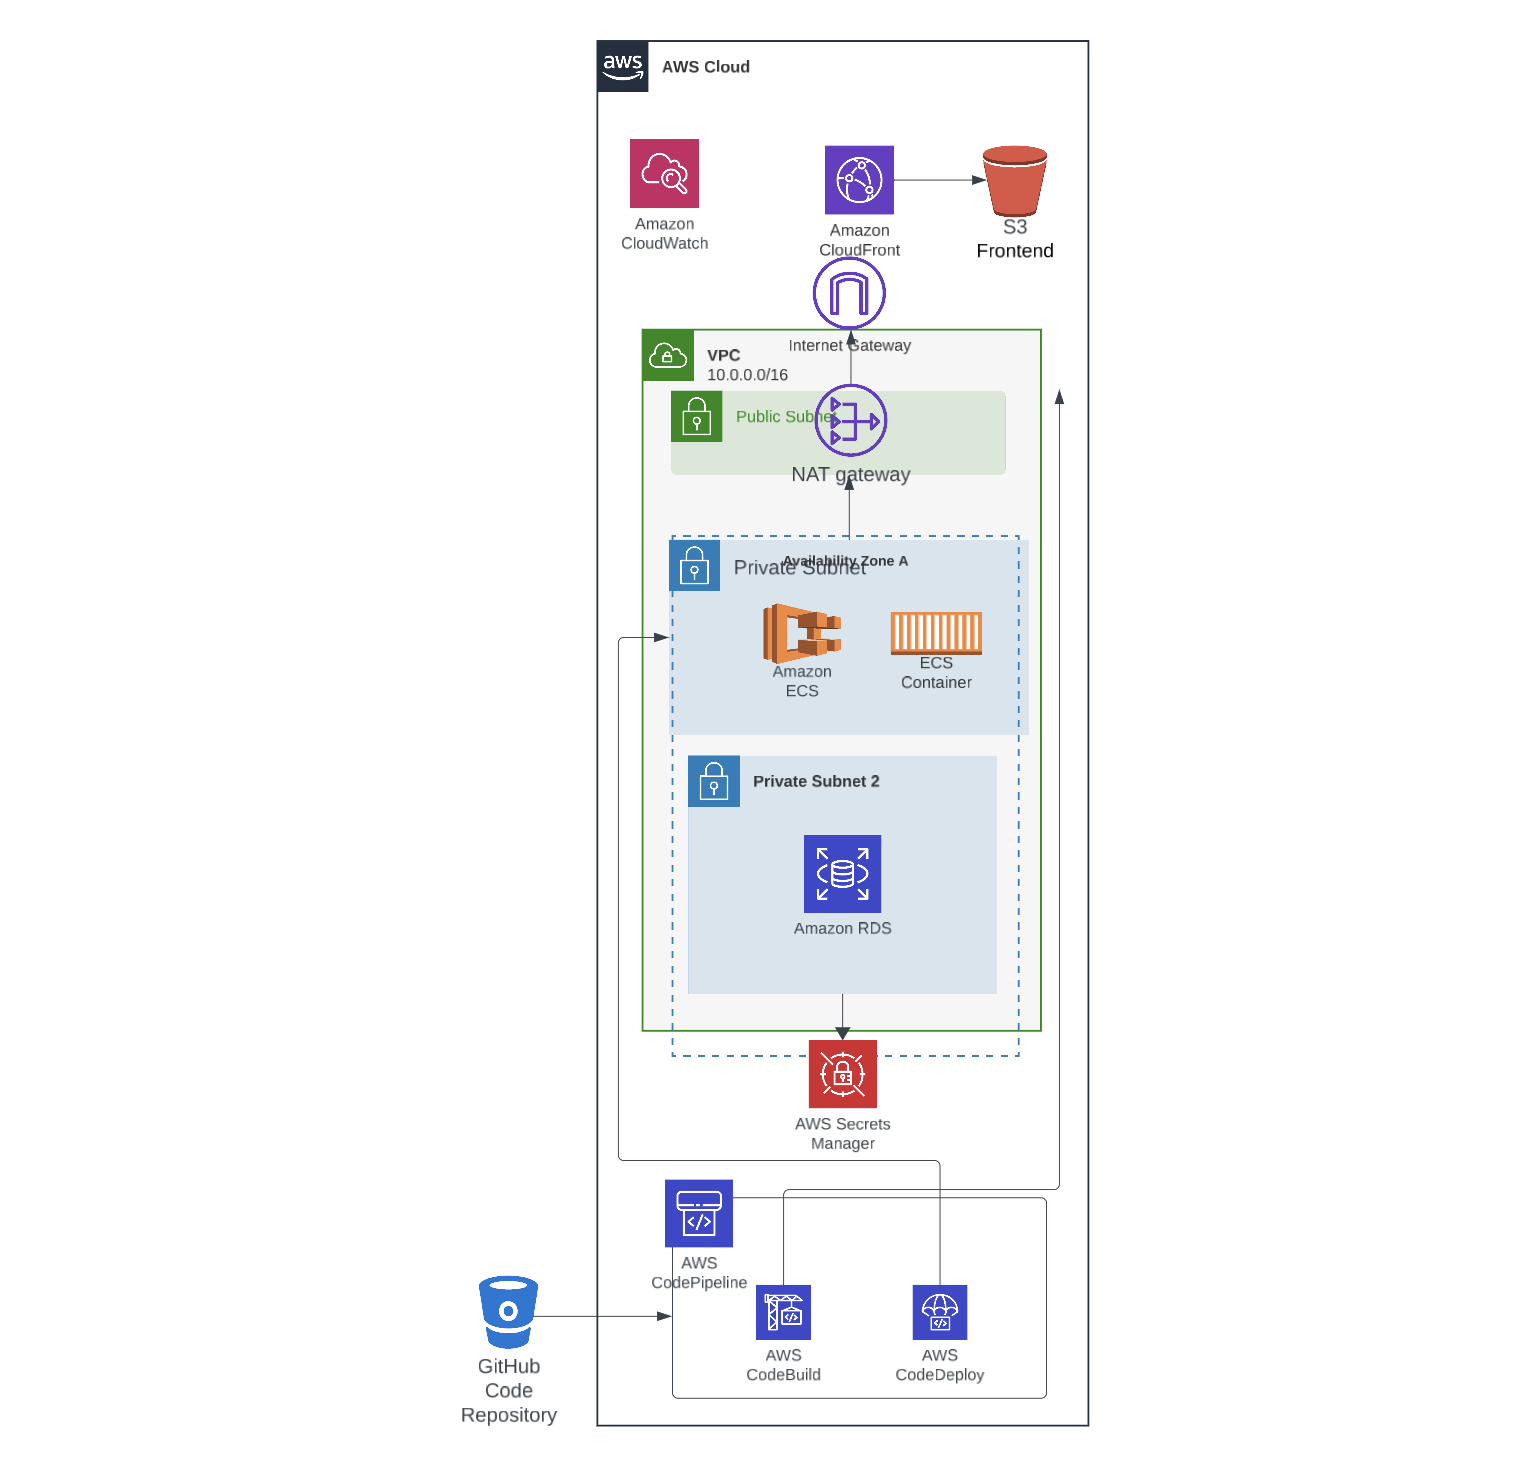 aws
AWS Cloud
Amazon
CloudWatch
Amazon
CloudFront
S3
Frontend
Internet Gateway
VPC
10.0.0.0/16
Public Subnet
NAT gateway
Availability Zone A
Private Subnet
Amazon
ECS
ECS
Container
Private Subnet 2
Amazon RDS
AWS Secrets
Manager
AWS
CodePipeline
AWS
CodeBuild
AWS
CodeDeploy
GitHub
Code
Repository